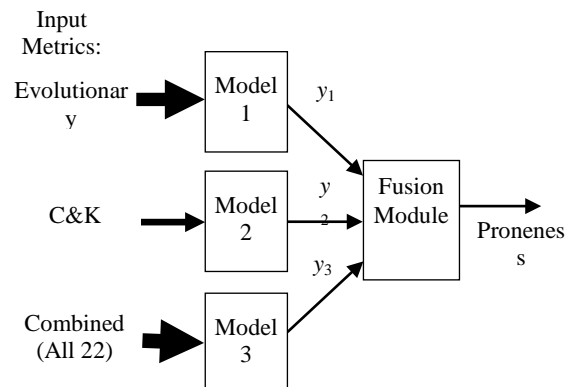 Input
Metrics:
Evolutionar
y
Model
1
y1
C&K
Model
2
y
2
Fusion
Module
Pronenes
s
Combined
(All 22)
Model
3
y3